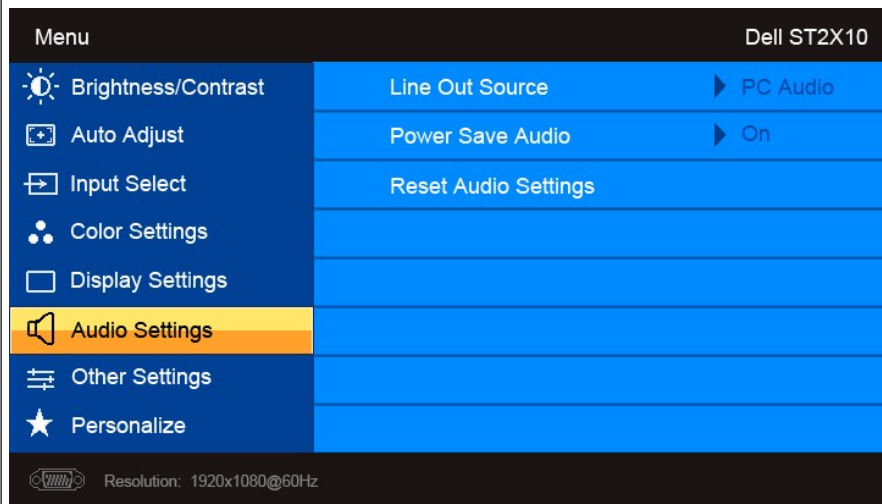 Menu Dell ST2X10
Brightness/Contrast Line Out Source PC Audio
Auto Adjust Power Save Audio On
Input Select Reset Audio Settings
Color Settings
Display Settings
Audio Settings
Other Settings
Personalize
Resolution: 1920x1080@60Hz